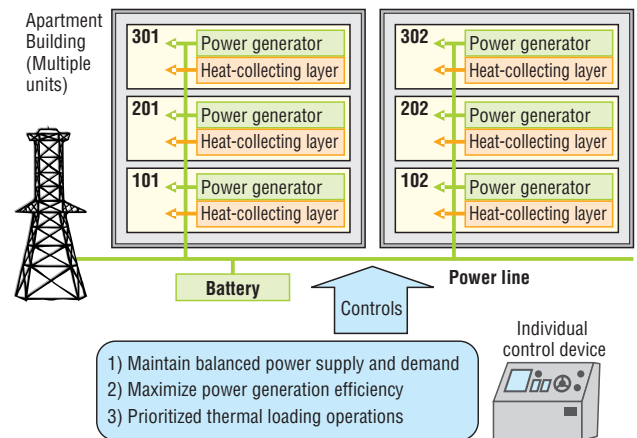 Apartment
Building
(Multiple
units)
301
Power generator
Heat-collecting layer
201
Power generator
Heat-collecting layer
101
Power generator
Heat-collecting layer
302
Power generator
Heat-collecting layer
202
Power generator
Heat-collecting layer
102
Power generator
Heat-collecting layer
Battery
Power line
Controls
Individual
control device
1) Maintain balanced power supply and demand
2) Maximize power generation efficiency
3) Prioritized thermal loading operations